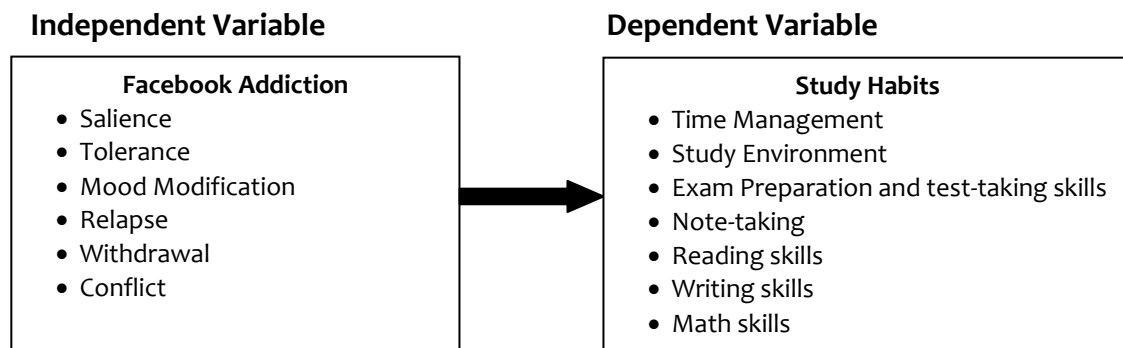 Independent Variable
Facebook Addiction
• Salience
• Tolerance
• Mood Modification
• Relapse
• Withdrawal
• Conflict
Dependent Variable
Study Habits
• Time Management
• Study Environment
• Exam Preparation and test-taking skills
• Note-taking
• Reading skills
• Writing skills
• Math skills